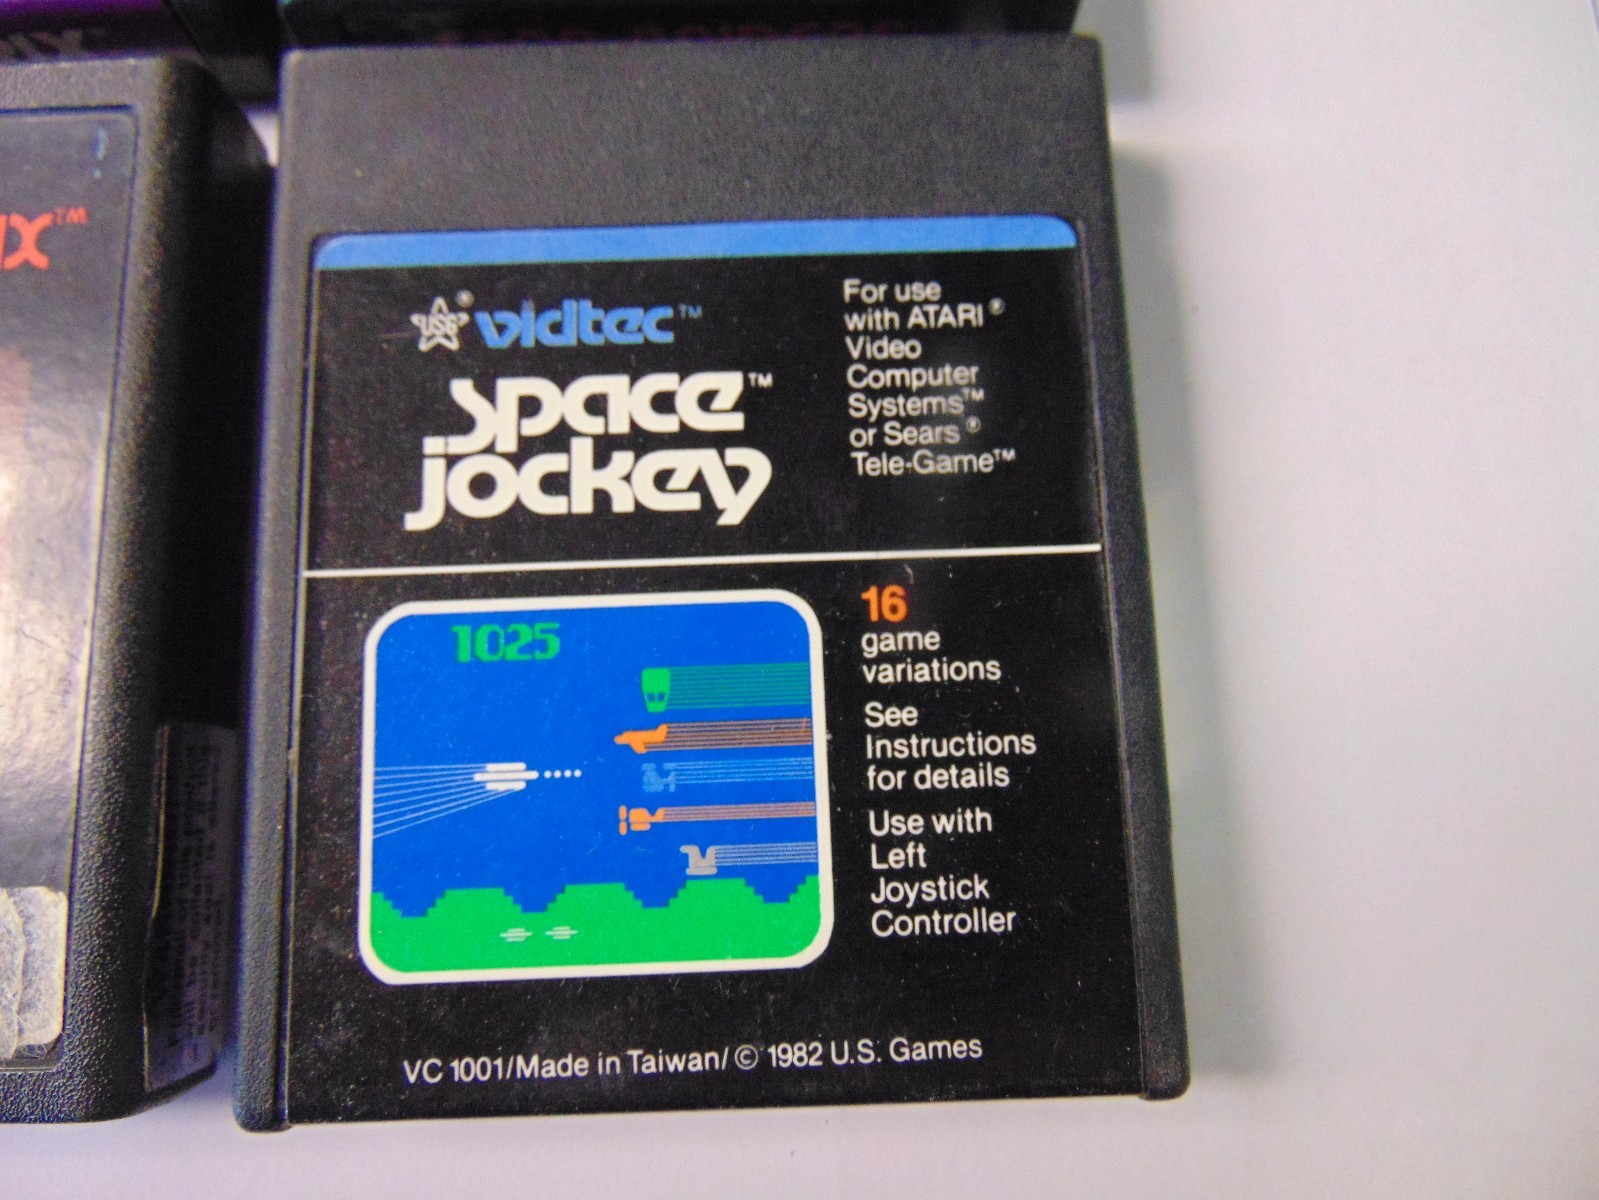 USG® vidtec™
space™
jockey
For use
with ATARI®
Video
Computer
Systems™
or Sears®
Tele-Game™
1025
16
game
variations
See
Instructions
for details
Use with
Left
Joystick
Controller
VC 1001/Made in Taiwan/© 1982 U.S. Games